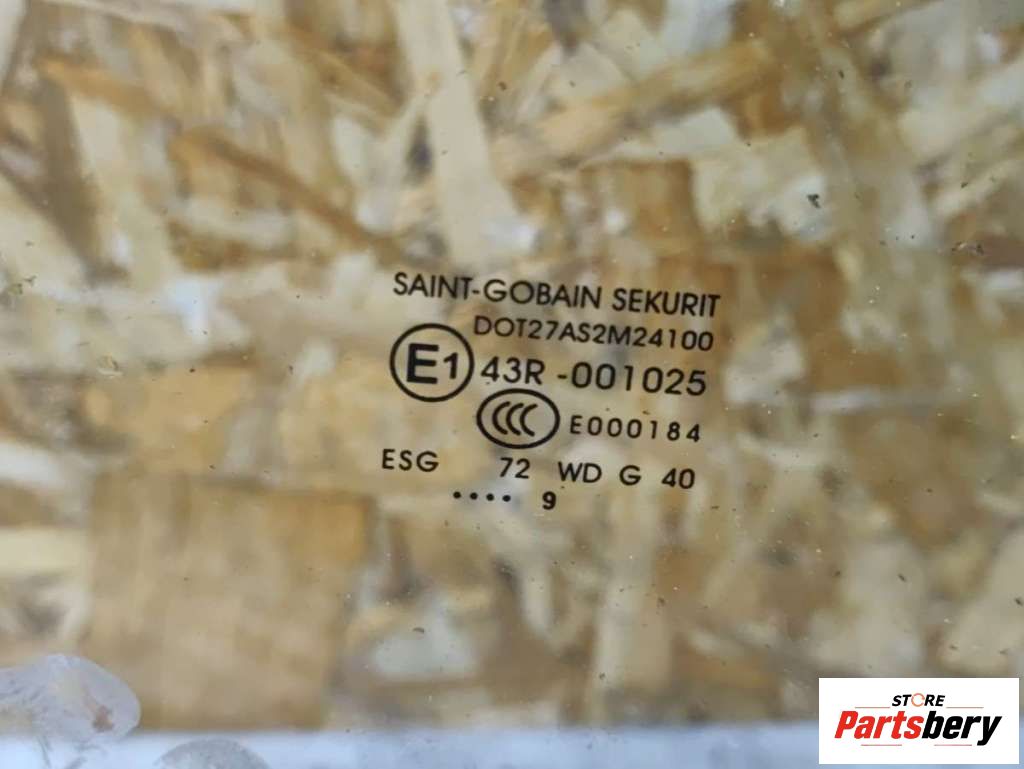 SAINT-GOBAIN SEKURIT
DOT27AS2M24100
E1 43R -001025
CCC E000184
ESG 72 WD G 40
•••• 9
STORE
Partsbery